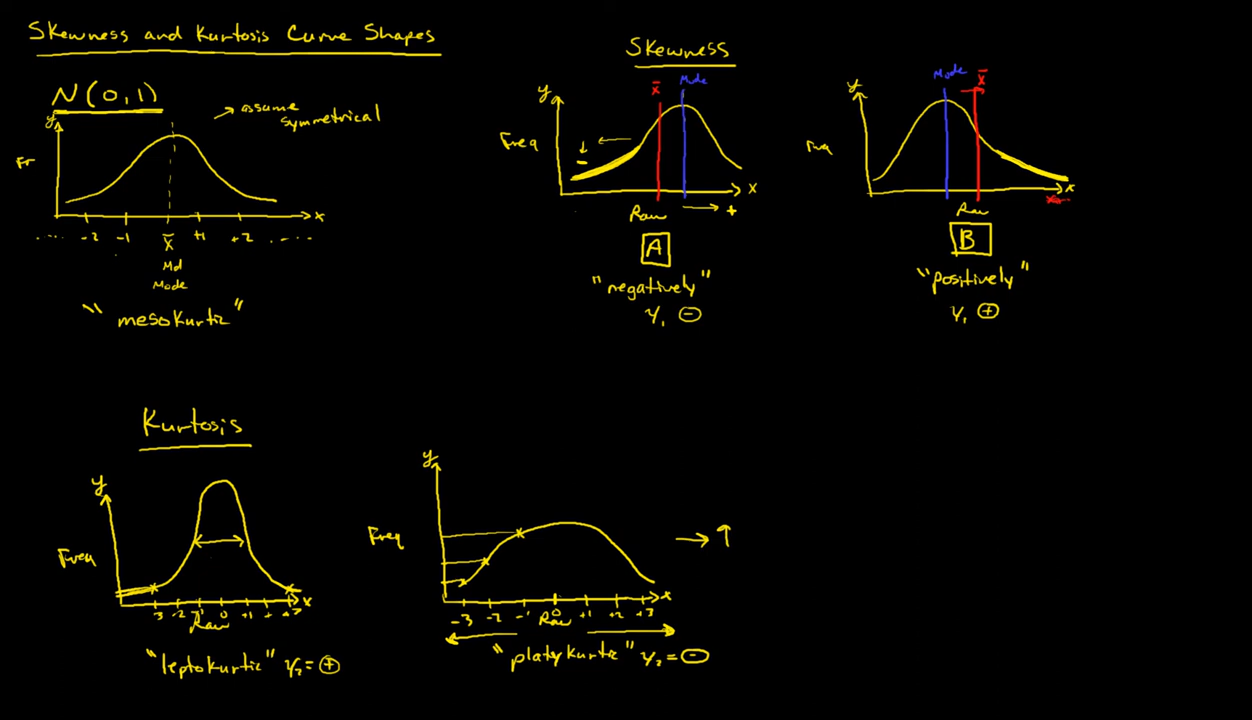 Skewness and Kurtosis Curve Shapes
N(0,1)
→ assume
symmetrical
y
Fr
x
.... -2 -1 x̄ +1 +2 ....
Md
Mode
"mesokurtic"
Skewness
x̄ Mode
y
Freq
-
x
Raw → +
A
"negatively"
γ₁ ⊖
Mode x̄
y
x
Raw
B
"positively"
γ₁ ⊕
Kurtosis
y
Freq
x
-3 -2 -1 0 +1 + +3
Raw
"leptokurtic" γ₂ = ⊕
y
Freq
→ ↑
x
-3 -2 -1 0 +1 +2 +3
Raw
"platykurtic" γ₂ = ⊖